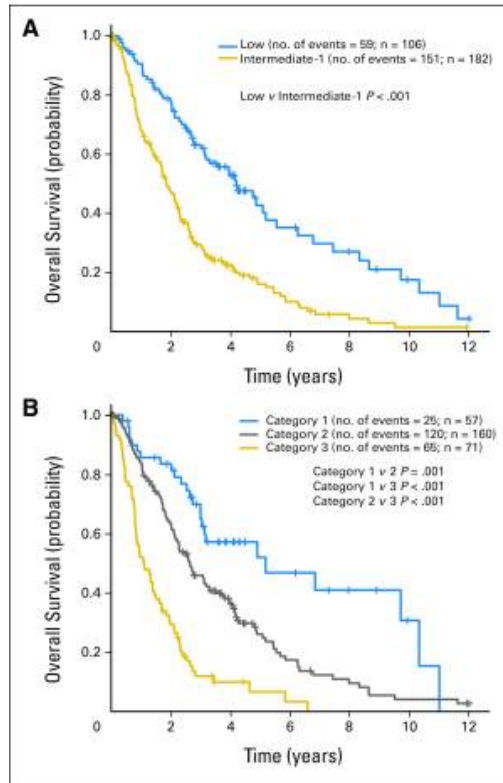 A
Low (no. of events = 59; n = 106)
Intermediate-1 (no. of events = 151; n = 182)
Low v Intermediate-1 P < .001
Overall Survival (probability)
1.0
0.8
0.6
0.4
0.2
0 2 4 6 8 10 12
Time (years)
B
Category 1 (no. of events = 25; n = 57)
Category 2 (no. of events = 120; n = 160)
Category 3 (no. of events = 65; n = 71)
Category 1 v 2 P = .001
Category 1 v 3 P < .001
Category 2 v 3 P < .001
Overall Survival (probability)
1.0
0.8
0.6
0.4
0.2
0 2 4 6 8 10 12
Time (years)